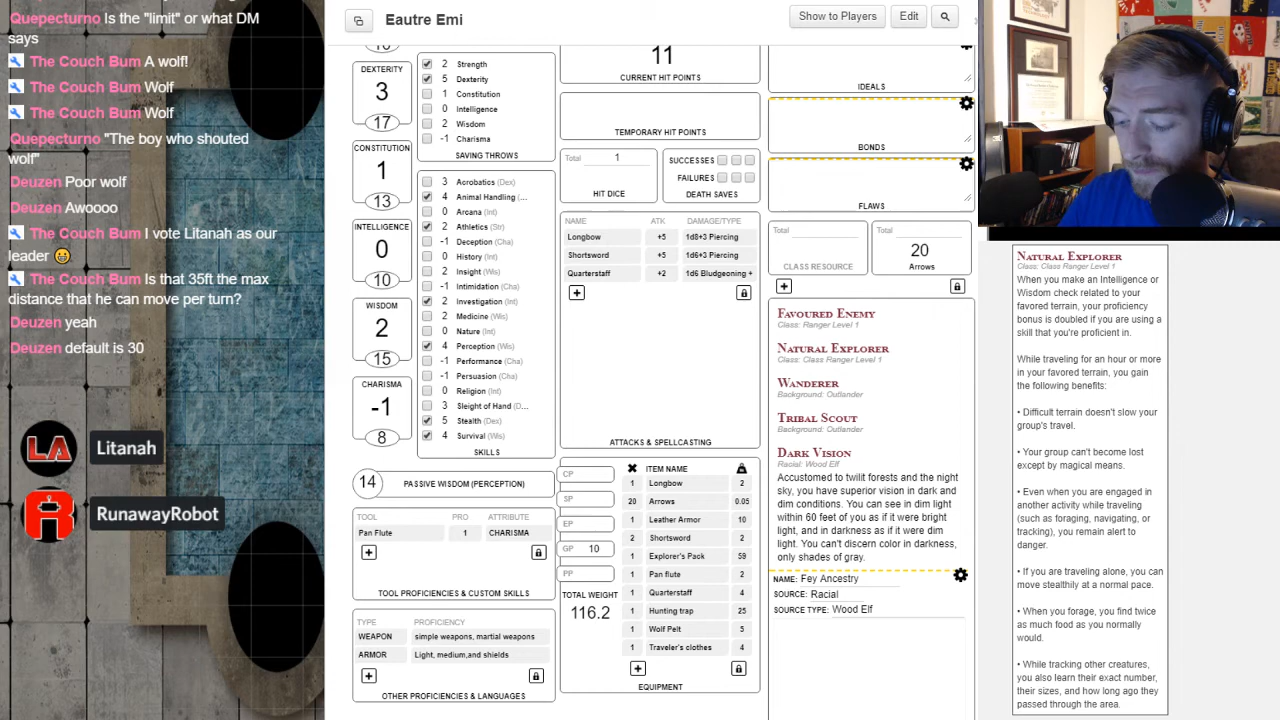 Quepecturno Is the "limit" or what DM
says
The Couch Bum A wolf!
The Couch Bum Wolf
The Couch Bum Wolf
Quepecturno "The boy who shouted
wolf"
Deuzen Poor wolf
Deuzen Awoooo
The Couch Bum I vote Litanah as our
leader 😀
The Couch Bum Is that 35ft the max
distance that he can move per turn?
Deuzen yeah
Deuzen default is 30
LA Litanah
RunawayRobot
Eautre Emi
Show to Players
Edit
DEXTERITY
3
17
CONSTITUTION
1
13
INTELLIGENCE
0
10
WISDOM
2
15
CHARISMA
-1
8
2 Strength
5 Dexterity
1 Constitution
0 Intelligence
2 Wisdom
-1 Charisma
SAVING THROWS
3 Acrobatics (Dex)
4 Animal Handling (...
0 Arcana (Int)
2 Athletics (Str)
-1 Deception (Cha)
0 History (Int)
2 Insight (Wis)
-1 Intimidation (Cha)
2 Investigation (Int)
2 Medicine (Wis)
0 Nature (Int)
4 Perception (Wis)
-1 Performance (Cha)
-1 Persuasion (Cha)
0 Religion (Int)
3 Sleight of Hand (D...
5 Stealth (Dex)
4 Survival (Wis)
SKILLS
14 PASSIVE WISDOM (PERCEPTION)
TOOL PRO ATTRIBUTE
Pan Flute 1 CHARISMA
TOOL PROFICIENCIES & CUSTOM SKILLS
TYPE PROFICIENCY
WEAPON simple weapons, martial weapons
ARMOR Light, medium,and shields
OTHER PROFICIENCIES & LANGUAGES
11
CURRENT HIT POINTS
TEMPORARY HIT POINTS
Total 1
HIT DICE
SUCCESSES
FAILURES
DEATH SAVES
NAME ATK DAMAGE/TYPE
Longbow +5 1d8+3 Piercing
Shortsword +5 1d6+3 Piercing
Quarterstaff +2 1d6 Bludgeoning +
ATTACKS & SPELLCASTING
CP
SP
EP
GP 10
PP
TOTAL WEIGHT
116.2
ITEM NAME
1 Longbow 2
20 Arrows 0.05
1 Leather Armor 10
2 Shortsword 2
1 Explorer's Pack 59
1 Pan flute 2
1 Quarterstaff 4
1 Hunting trap 25
1 Wolf Pelt 5
1 Traveler's clothes 4
EQUIPMENT
IDEALS
BONDS
FLAWS
Total
CLASS RESOURCE
Total
20
Arrows
FAVOURED ENEMY
Class: Ranger Level 1
NATURAL EXPLORER
Class: Class Ranger Level 1
WANDERER
Background: Outlander
TRIBAL SCOUT
Background: Outlander
DARK VISION
Racial: Wood Elf
Accustomed to twilit forests and the night
sky, you have superior vision in dark and
dim conditions. You can see in dim light
within 60 feet of you as if it were bright
light, and in darkness as if it were dim
light. You can't discern color in darkness,
only shades of gray.
NAME: Fey Ancestry
SOURCE: Racial
SOURCE TYPE: Wood Elf
NATURAL EXPLORER
Class: Class Ranger Level 1
When you make an Intelligence or
Wisdom check related to your
favored terrain, your proficiency
bonus is doubled if you are using a
skill that you're proficient in.
While traveling for an hour or more
in your favored terrain, you gain
the following benefits:
• Difficult terrain doesn't slow your
group's travel.
• Your group can't become lost
except by magical means.
• Even when you are engaged in
another activity while traveling
(such as foraging, navigating, or
tracking), you remain alert to
danger.
• If you are traveling alone, you can
move stealthily at a normal pace.
• When you forage, you find twice
as much food as you normally
would.
• While tracking other creatures,
you also learn their exact number,
their sizes, and how long ago they
passed through the area.